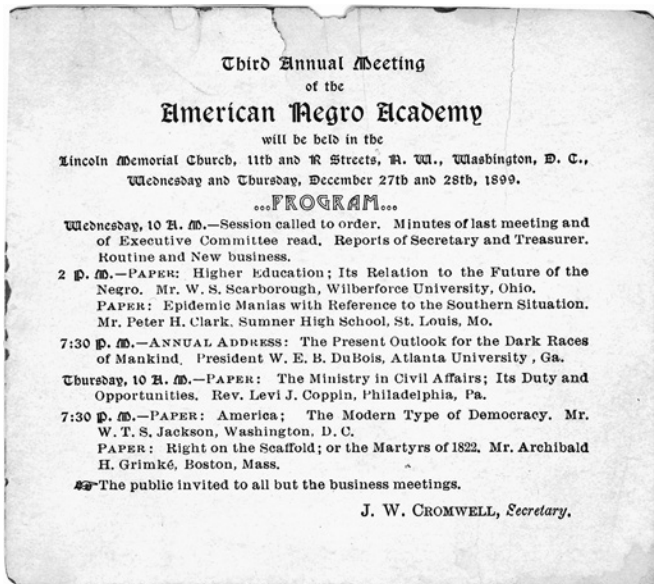 Third Annual Meeting
of the
American Negro Academy
will be held in the
Lincoln Memorial Church, 11th and R Streets, N. W., Washington, D. C.,
Wednesday and Thursday, December 27th and 28th, 1899.
...PROGRAM...
Wednesday, 10 A. M.—Session called to order. Minutes of last meeting and
of Executive Committee read. Reports of Secretary and Treasurer.
Routine and New business.
2 P. M.—PAPER: Higher Education; Its Relation to the Future of the
Negro. Mr. W. S. Scarborough, Wilberforce University, Ohio.
PAPER: Epidemic Manias with Reference to the Southern Situation.
Mr. Peter H. Clark, Sumner High School, St. Louis, Mo.
7:30 P. M.—ANNUAL ADDRESS: The Present Outlook for the Dark Races
of Mankind. President W. E. B. DuBois, Atlanta University, Ga.
Thursday, 10 A. M.—PAPER: The Ministry in Civil Affairs; Its Duty and
Opportunities. Rev. Levi J. Coppin, Philadelphia, Pa.
7:30 P. M.—PAPER: America; The Modern Type of Democracy. Mr.
W. T. S. Jackson, Washington, D. C.
PAPER: Right on the Scaffold; or the Martyrs of 1822. Mr. Archibald
H. Grimké, Boston, Mass.
☞The public invited to all but the business meetings.
J. W. CROMWELL, Secretary.